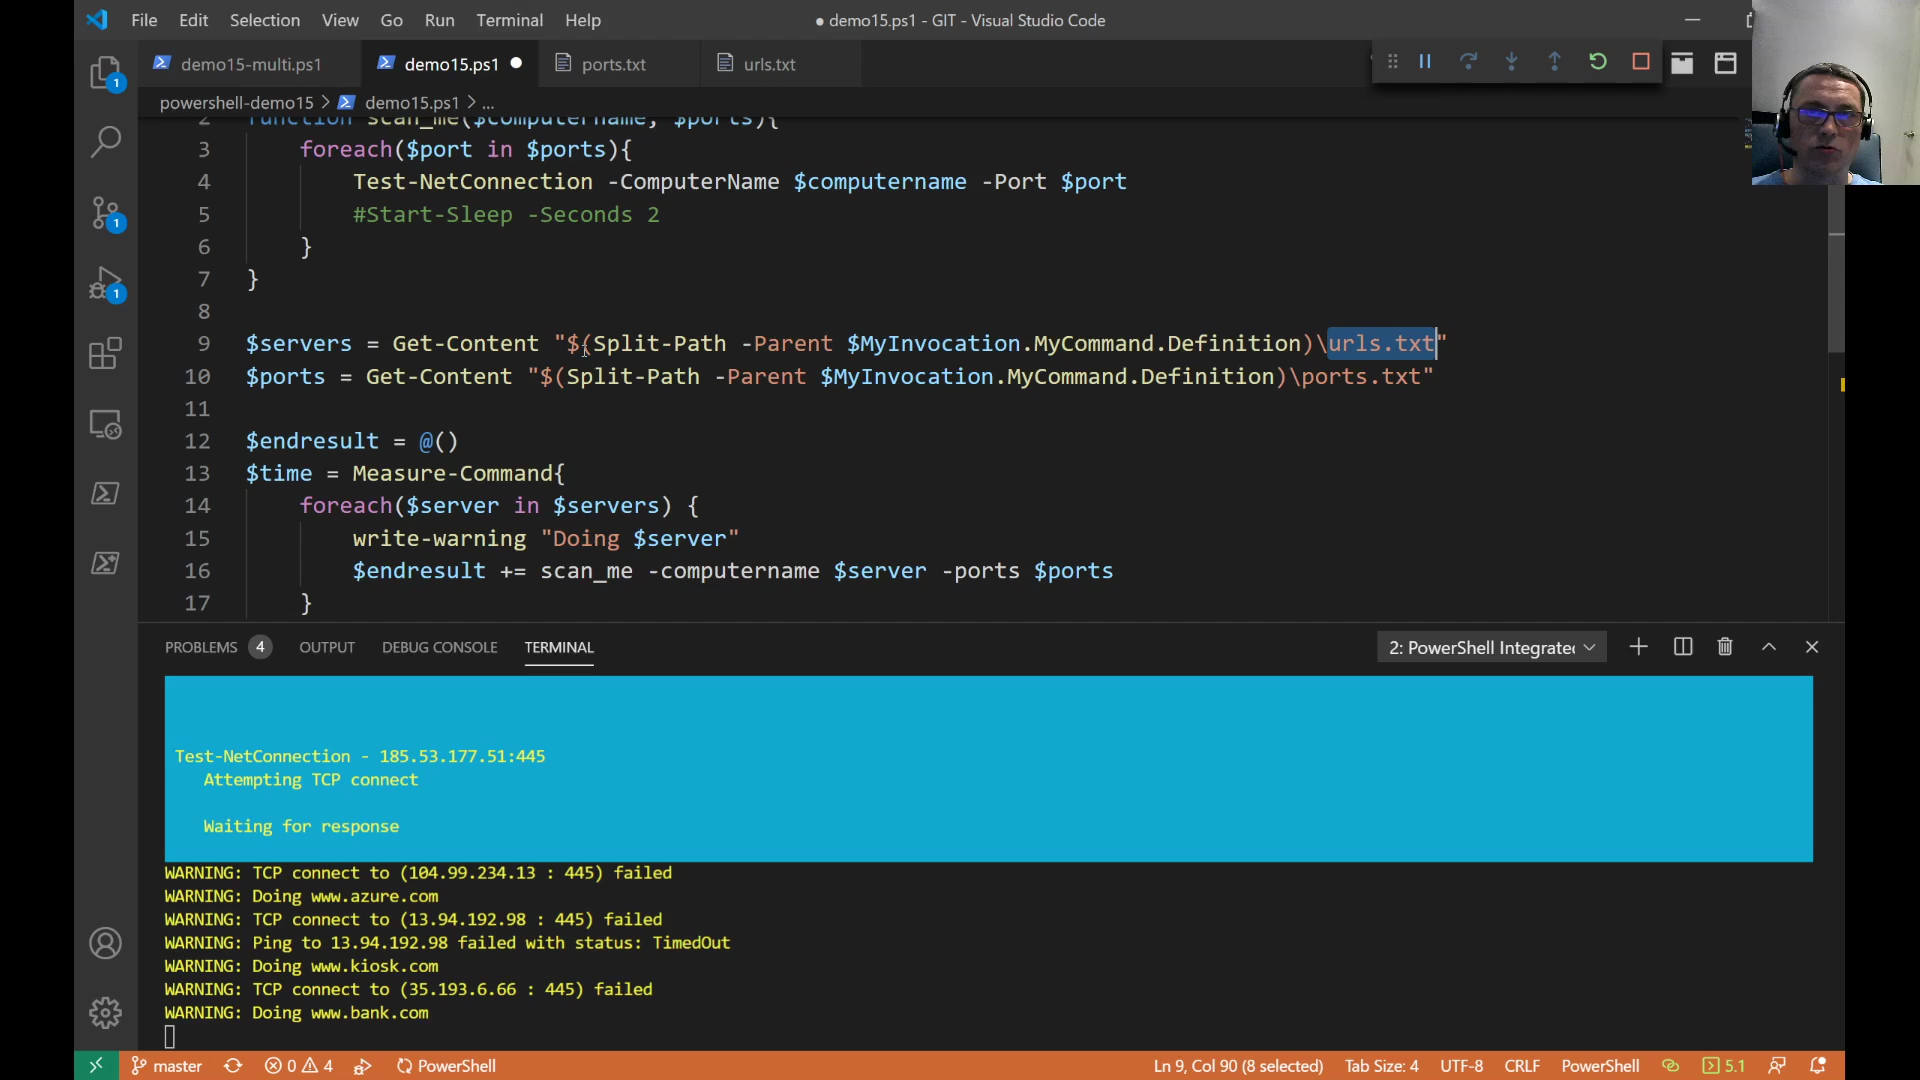 File Edit Selection View Go Run Terminal Help
● demo15.ps1 - GIT - Visual Studio Code
demo15-multi.ps1
demo15.ps1
ports.txt
urls.txt
powershell-demo15 > demo15.ps1 > ...
2 function scan_me($computername, $ports){
3 foreach($port in $ports){
4 Test-NetConnection -ComputerName $computername -Port $port
5 #Start-Sleep -Seconds 2
6 }
7 }
8
9 $servers = Get-Content "$(Split-Path -Parent $MyInvocation.MyCommand.Definition)\urls.txt"
10 $ports = Get-Content "$(Split-Path -Parent $MyInvocation.MyCommand.Definition)\ports.txt"
11
12 $endresult = @()
13 $time = Measure-Command{
14 foreach($server in $servers) {
15 write-warning "Doing $server"
16 $endresult += scan_me -computername $server -ports $ports
17 }
1
1
1
PROBLEMS 4 OUTPUT DEBUG CONSOLE TERMINAL
2: PowerShell Integrate
Test-NetConnection - 185.53.177.51:445
Attempting TCP connect
Waiting for response
WARNING: TCP connect to (104.99.234.13 : 445) failed
WARNING: Doing www.azure.com
WARNING: TCP connect to (13.94.192.98 : 445) failed
WARNING: Ping to 13.94.192.98 failed with status: TimedOut
WARNING: Doing www.kiosk.com
WARNING: TCP connect to (35.193.6.66 : 445) failed
WARNING: Doing www.bank.com
master 0 4 PowerShell
Ln 9, Col 90 (8 selected) Tab Size: 4 UTF-8 CRLF PowerShell 5.1